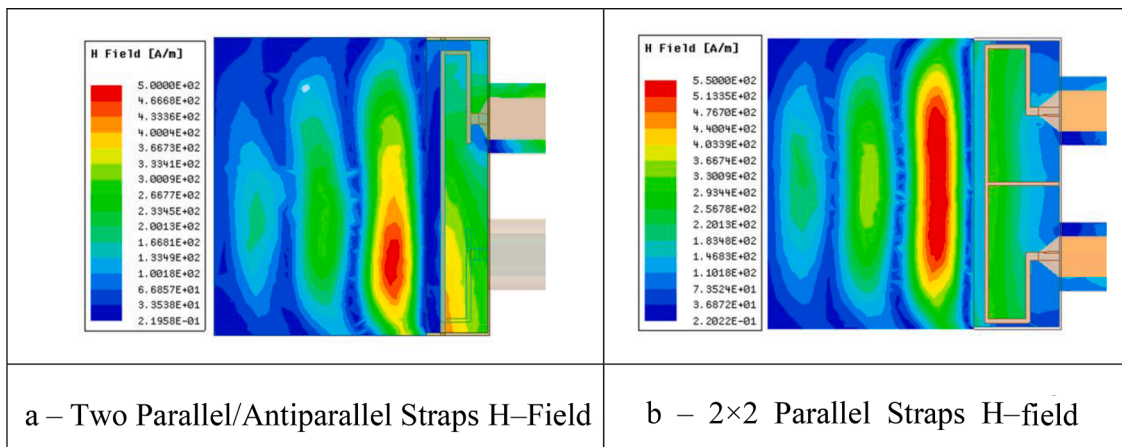 H Field [A/m]
5.0000E+02
4.6668E+02
4.3336E+02
4.0004E+02
3.6673E+02
3.3341E+02
3.0009E+02
2.6677E+02
2.3345E+02
2.0013E+02
1.6681E+02
1.3349E+02
1.0018E+02
6.6857E+01
3.3538E+01
2.1958E-01
H Field [A/m]
5.5000E+02
5.1335E+02
4.7670E+02
4.4004E+02
4.0339E+02
3.6674E+02
3.3009E+02
2.9344E+02
2.5678E+02
2.2013E+02
1.8348E+02
1.4683E+02
1.1018E+02
7.3524E+01
3.6872E+01
2.2022E-01
a – Two Parallel/Antiparallel Straps H–Field
b – 2×2 Parallel Straps H–field